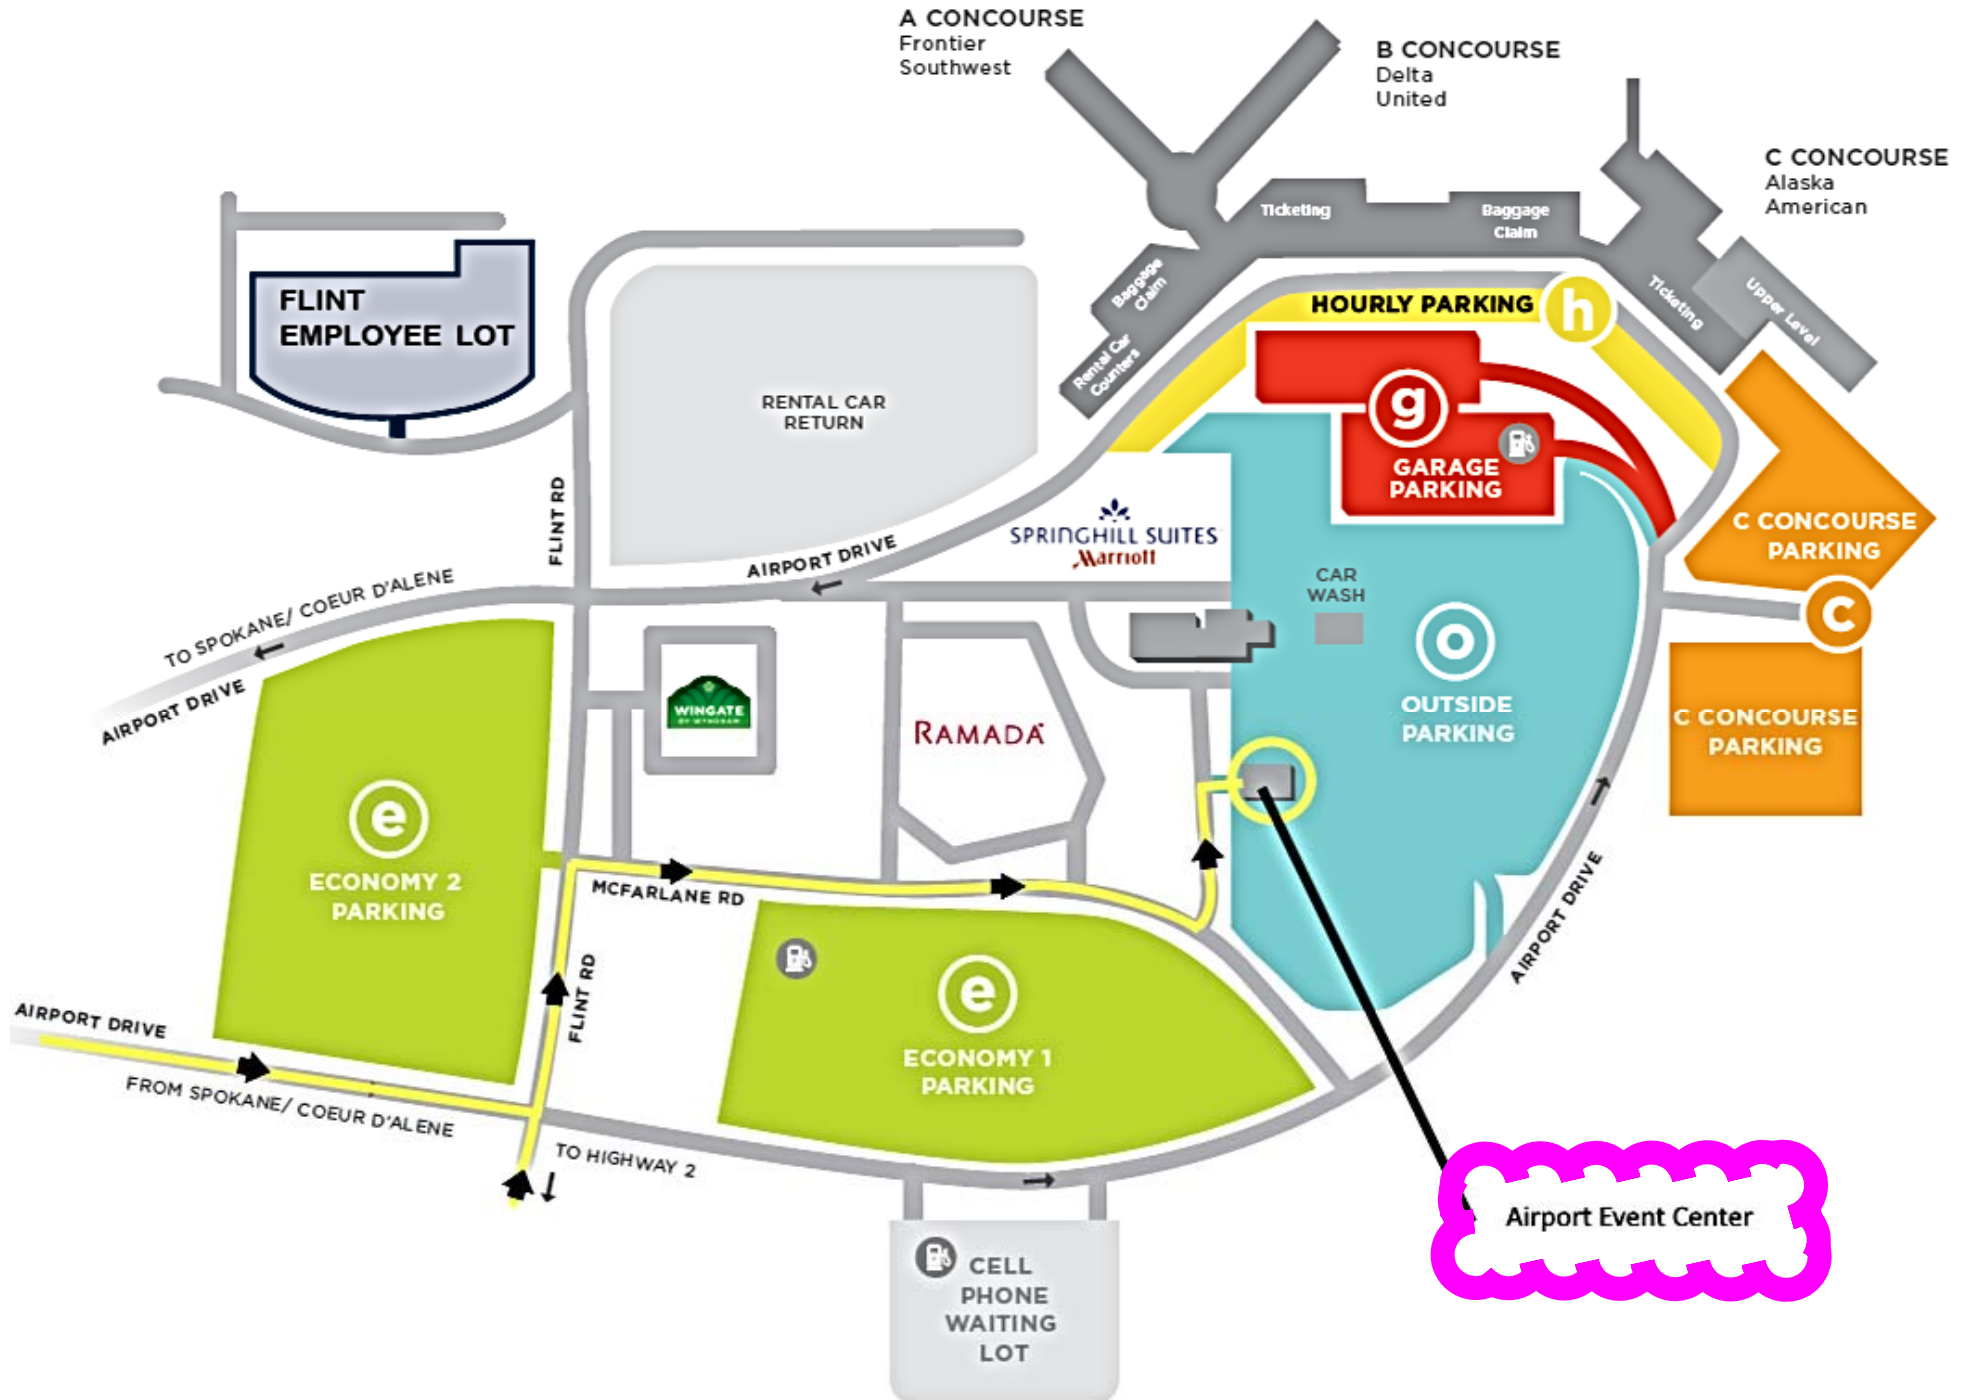 A CONCOURSE
Frontier
Southwest
B CONCOURSE
Delta
United
C CONCOURSE
Alaska
American
Ticketing
Baggage
Claim
Baggage
Claim
Rental Car
Counters
Ticketing
Upper Level
HOURLY PARKING
h
FLINT
EMPLOYEE LOT
RENTAL CAR
RETURN
g
GARAGE
PARKING
C CONCOURSE
PARKING
C
C CONCOURSE
PARKING
FLINT RD
AIRPORT DRIVE
SPRINGHILL SUITES
Marriott
CAR
WASH
O
OUTSIDE
PARKING
TO SPOKANE/ COEUR D'ALENE
AIRPORT DRIVE
WINGATE
BY WYNDHAM
RAMADA
e
ECONOMY 2
PARKING
MCFARLANE RD
FLINT RD
e
ECONOMY 1
PARKING
AIRPORT DRIVE
AIRPORT DRIVE
FROM SPOKANE/ COEUR D'ALENE
TO HIGHWAY 2
Airport Event Center
CELL
PHONE
WAITING
LOT